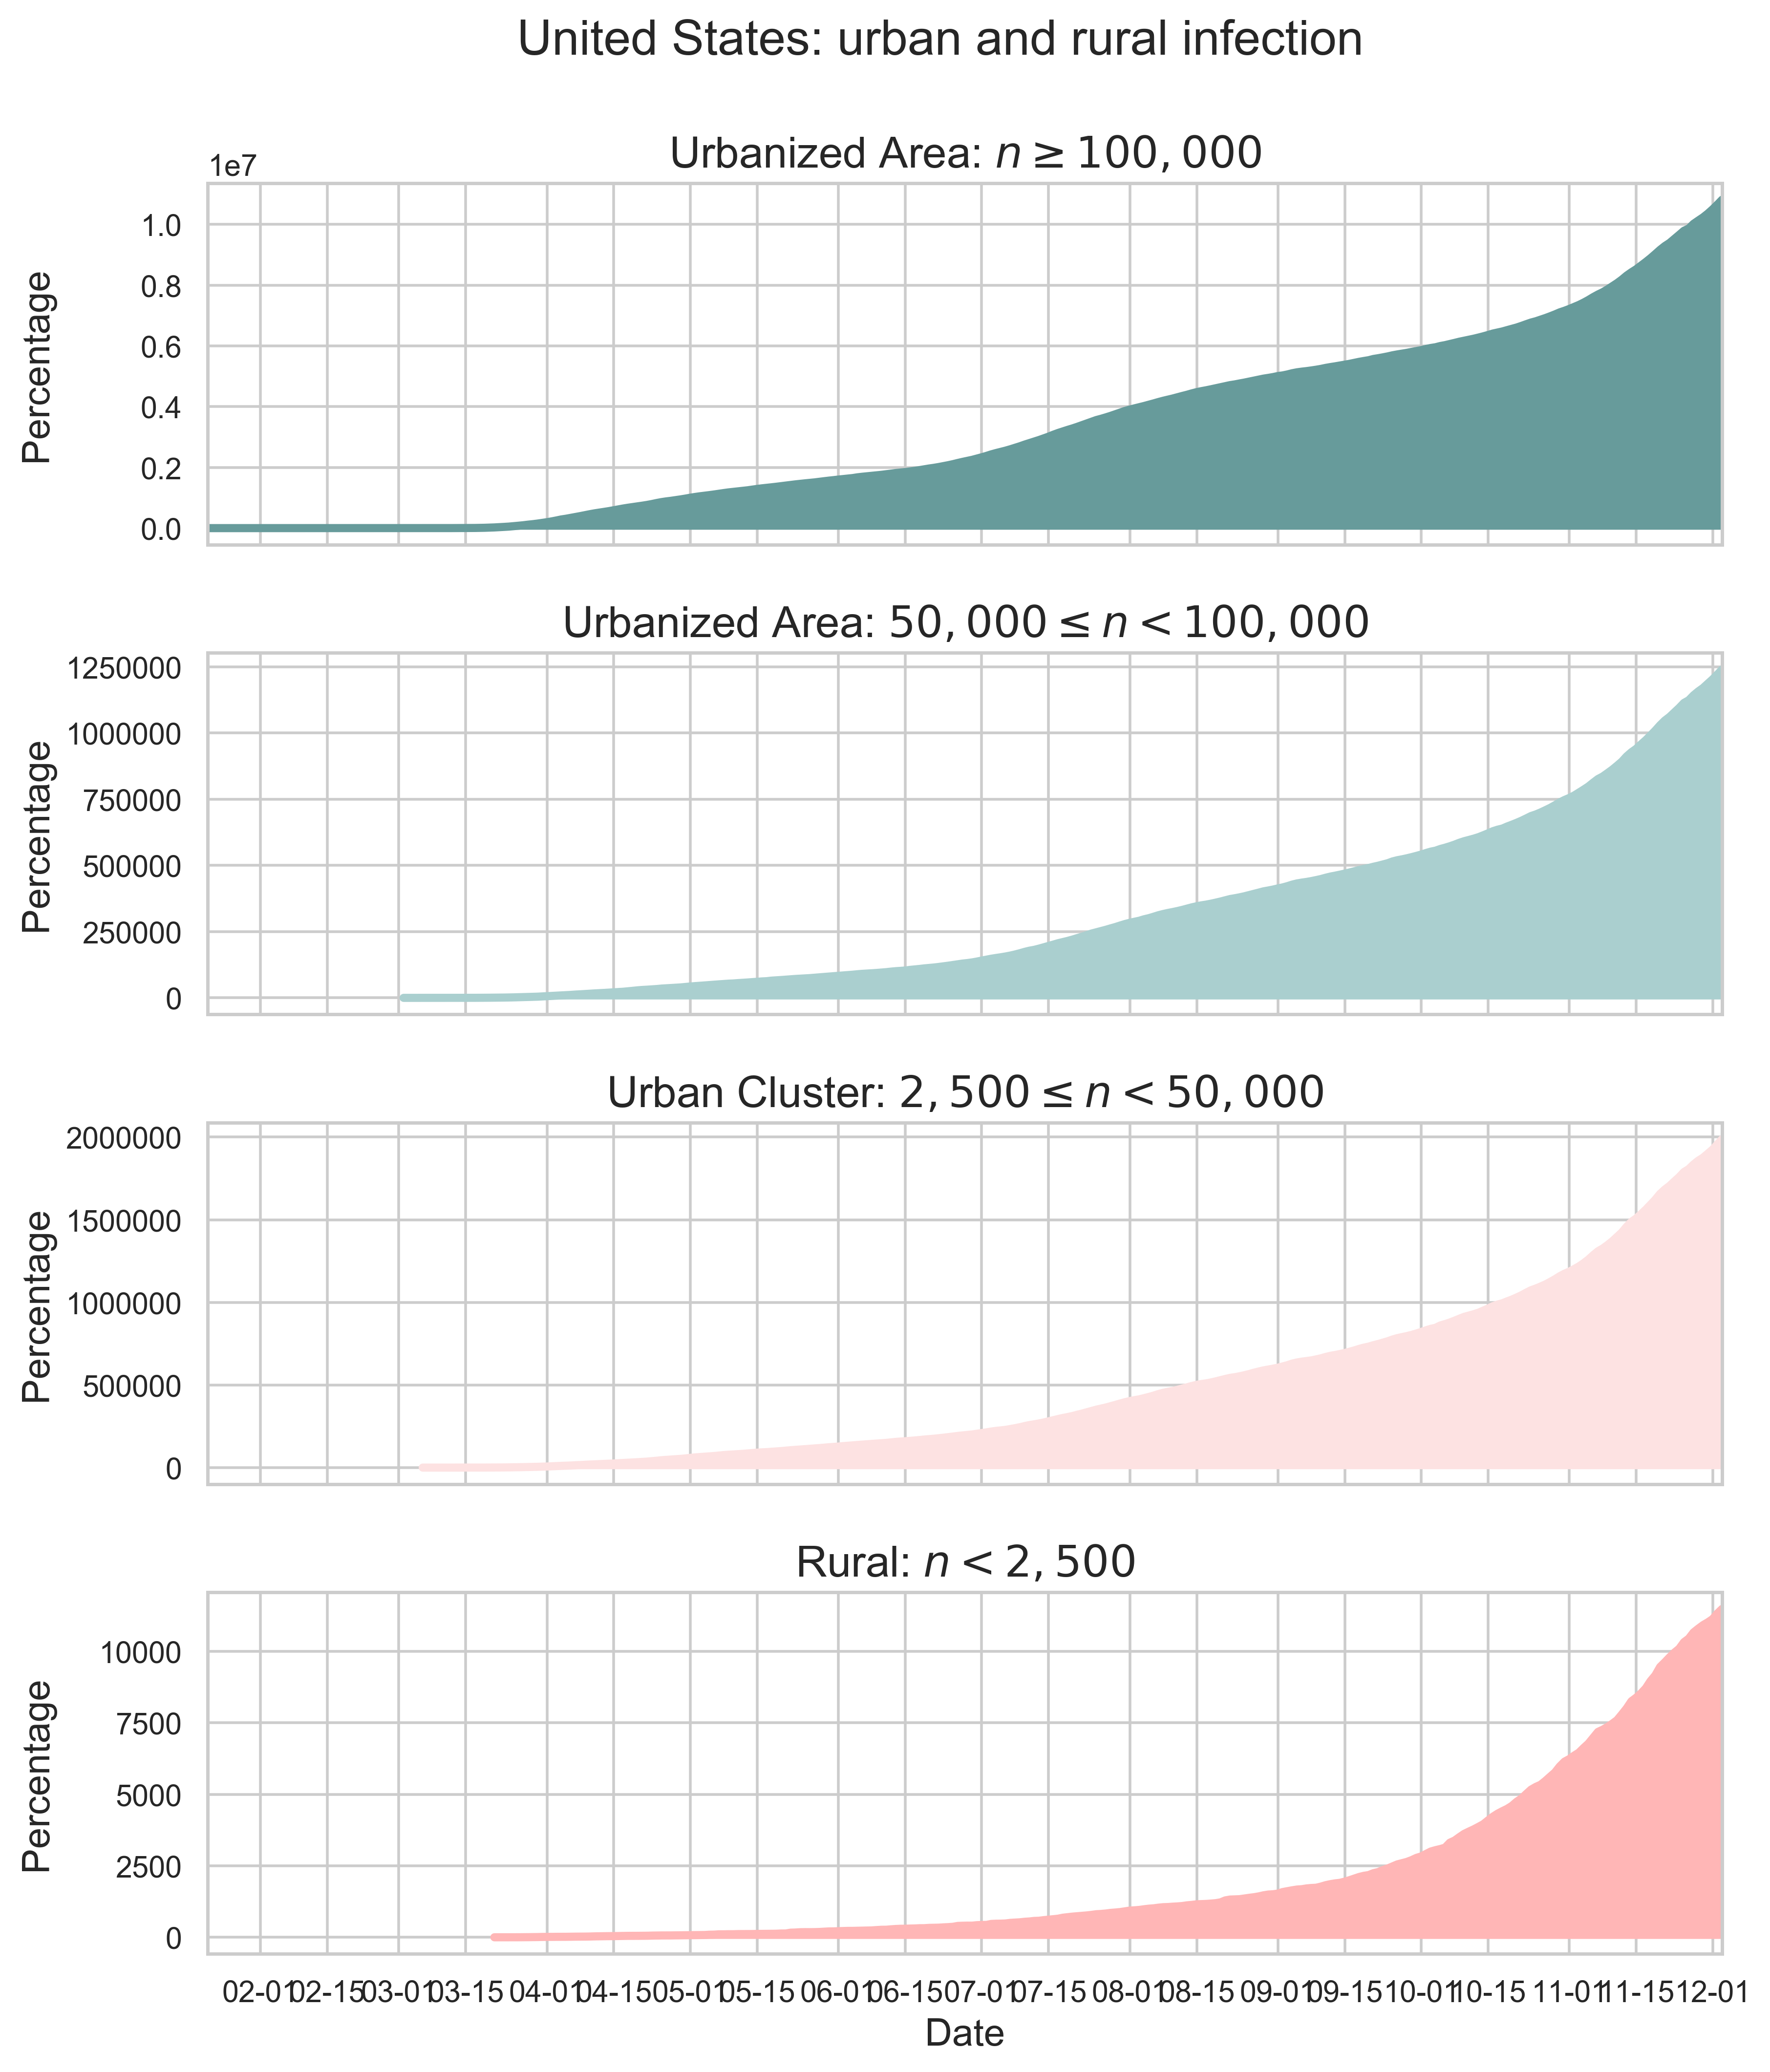 United States: urban and rural infection
Urbanized Area: n ≥ 100,000
1e7
1.0
0.8
0.6
0.4
0.2
0.0
Percentage
Urbanized Area: 50,000 ≤ n < 100,000
1250000
1000000
750000
500000
250000
0
Percentage
Urban Cluster: 2,500 ≤ n < 50,000
2000000
1500000
1000000
500000
0
Percentage
Rural: n < 2,500
10000
7500
5000
2500
0
Percentage
02-01 02-15 03-01 03-15 04-01 04-15 05-01 05-15 06-01 06-15 07-01 07-15 08-01 08-15 09-01 09-15 10-01 10-15 11-01 11-15 12-01
Date